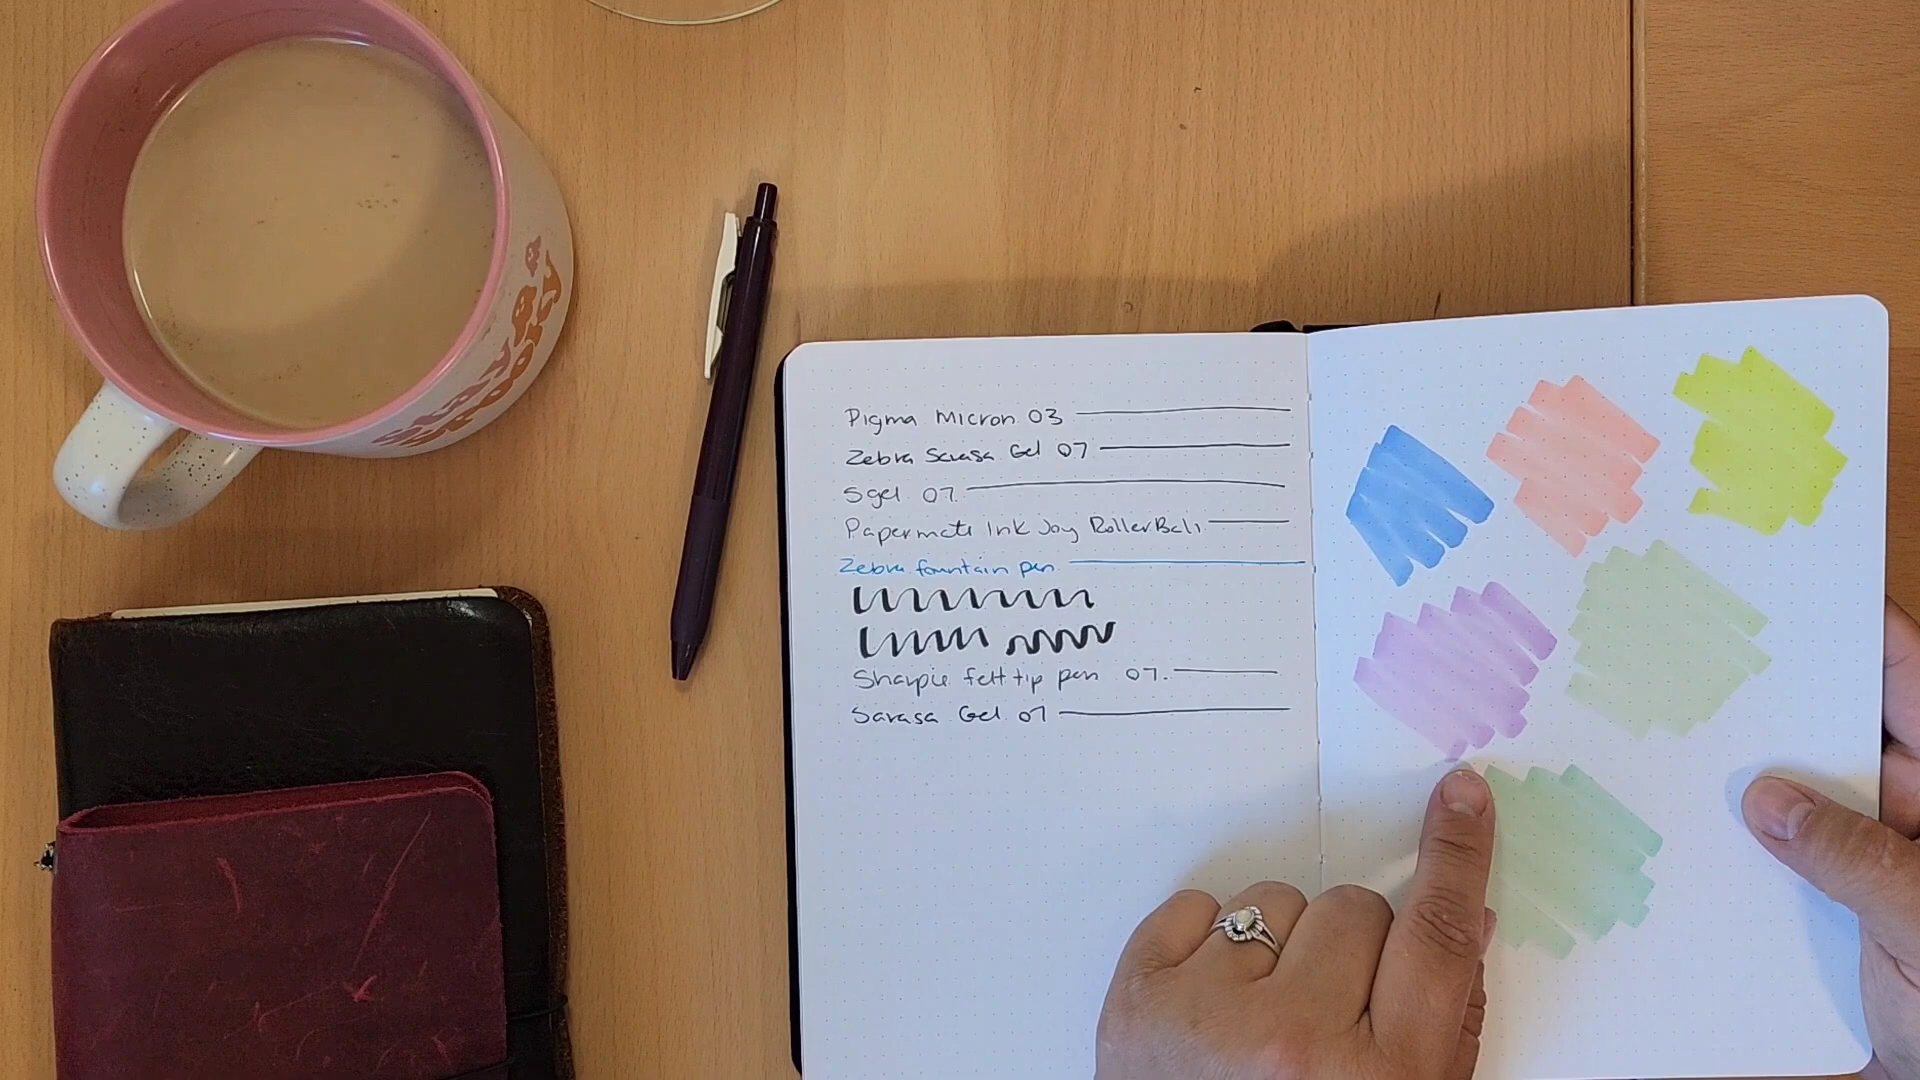 Pigma Micron 03
Zebra Sarasa Gel 07
Sgel 07.
Papermate Ink Joy RollerBall
Zebra fountain pen
Sharpie felt tip pen 07.
Sarasa Gel 07